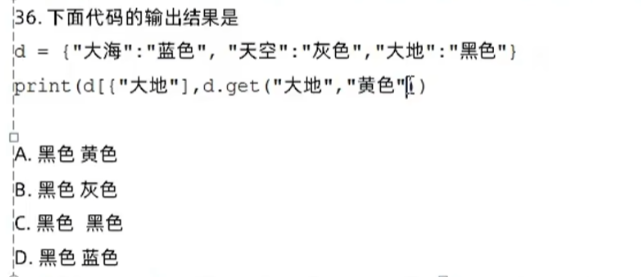 36. 下面代码的输出结果是
d = {"大海":"蓝色", "天空":"灰色","大地":"黑色"}
print(d[{"大地"],d.get("大地","黄色"))
A. 黑色 黄色
B. 黑色 灰色
C. 黑色 黑色
D. 黑色 蓝色